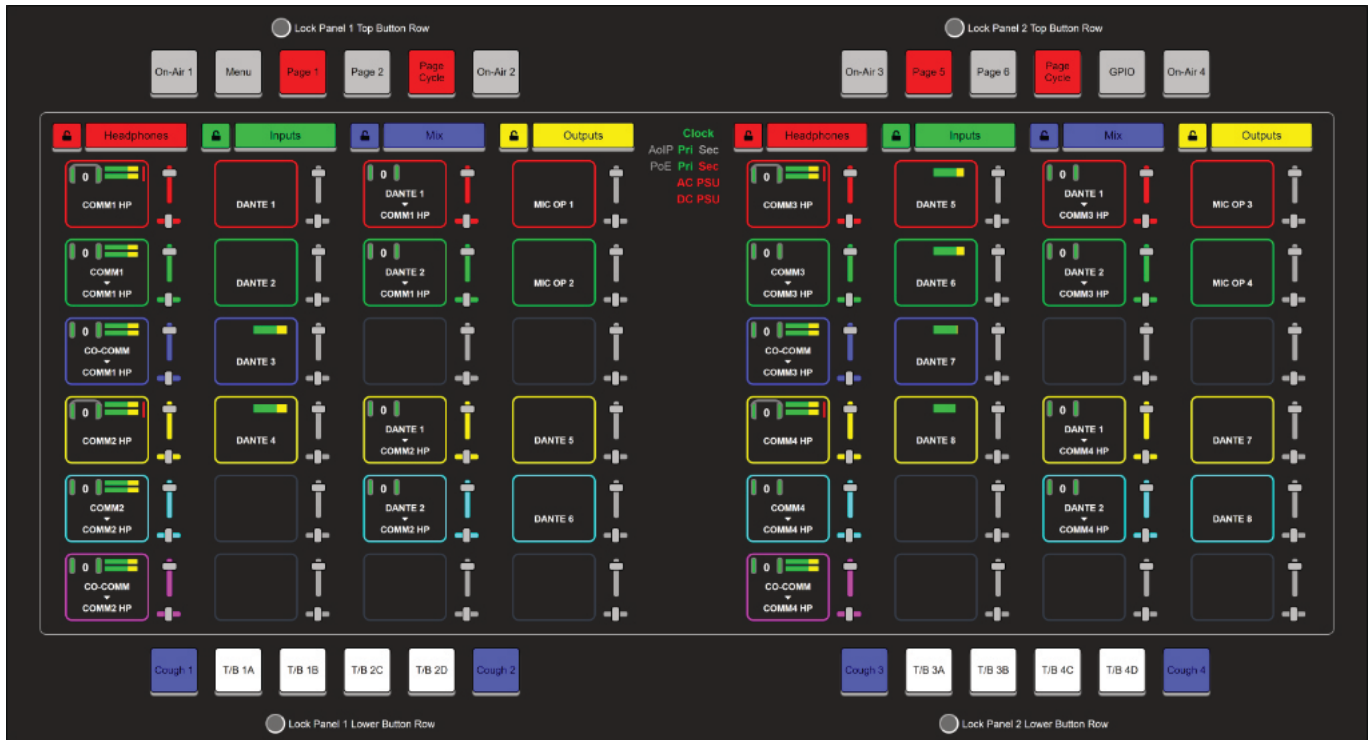 Lock Panel 1 Top Button Row
Lock Panel 2 Top Button Row
On-Air 1
Menu
Page 1
Page 2
Page
Cycle
On-Air 2
On-Air 3
Page 5
Page 6
Page
Cycle
GPIO
On-Air 4
Headphones
Inputs
Mix
Outputs
Clock
AoIP Pri Sec
PoE Pri Sec
AC PSU
DC PSU
Headphones
Inputs
Mix
Outputs
0
COMM1 HP
DANTE 1
0
DANTE 1
COMM1 HP
MIC OP 1
0
COMM3 HP
DANTE 5
0
DANTE 1
COMM3 HP
MIC OP 3
0
COMM1
COMM1 HP
DANTE 2
0
DANTE 2
COMM1 HP
MIC OP 2
0
COMM3
COMM3 HP
DANTE 6
0
DANTE 2
COMM3 HP
MIC OP 4
0
CO-COMM
COMM1 HP
DANTE 3
0
CO-COMM
COMM3 HP
DANTE 7
0
COMM2 HP
DANTE 4
0
DANTE 1
COMM2 HP
DANTE 5
0
COMM4 HP
DANTE 8
0
DANTE 1
COMM4 HP
DANTE 7
0
COMM2
COMM2 HP
0
DANTE 2
COMM2 HP
DANTE 6
0
COMM4
COMM4 HP
0
DANTE 2
COMM4 HP
DANTE 8
0
CO-COMM
COMM2 HP
0
CO-COMM
COMM4 HP
Cough 1
T/B 1A
T/B 1B
T/B 2C
T/B 2D
Cough 2
Cough 3
T/B 3A
T/B 3B
T/B 4C
T/B 4D
Cough 4
Lock Panel 1 Lower Button Row
Lock Panel 2 Lower Button Row